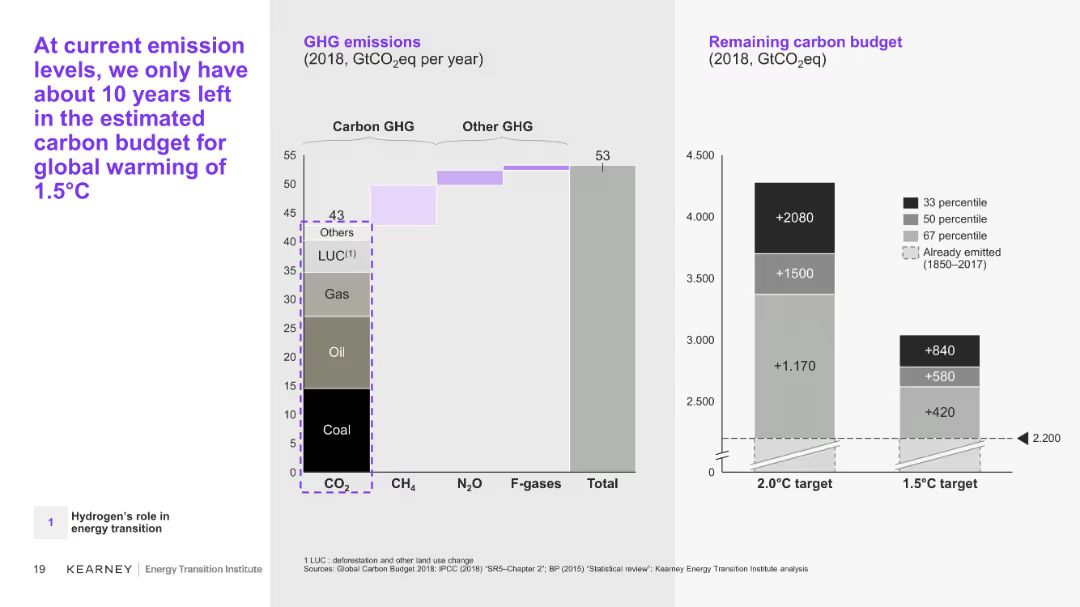 At current emission
levels, we only have
about 10 years left
in the estimated
carbon budget for
global warming of
1.5°C
GHG emissions
(2018, GtCO₂eq per year)
Carbon GHG
Other GHG
55
50
45
40
35
30
25
20
15
10
5
0
43
Others
LUC⁽¹⁾
Gas
Oil
Coal
53
CO₂
CH₄
N₂O
F-gases
Total
Remaining carbon budget
(2018, GtCO₂eq)
4.500
4.000
3.500
3.000
2.500
0
+2080
+1500
+1.170
+840
+580
+420
33 percentile
50 percentile
67 percentile
Already emitted
(1850–2017)
2.200
2.0°C target
1.5°C target
1
Hydrogen's role in
energy transition
19 KEARNEY Energy Transition Institute
1 LUC : deforestation and other land use change
Sources: Global Carbon Budget 2018: IPCC (2018) "SR5–Chapter 2"; BP (2015) "Statistical review"; Kearney Energy Transition Institute analysis